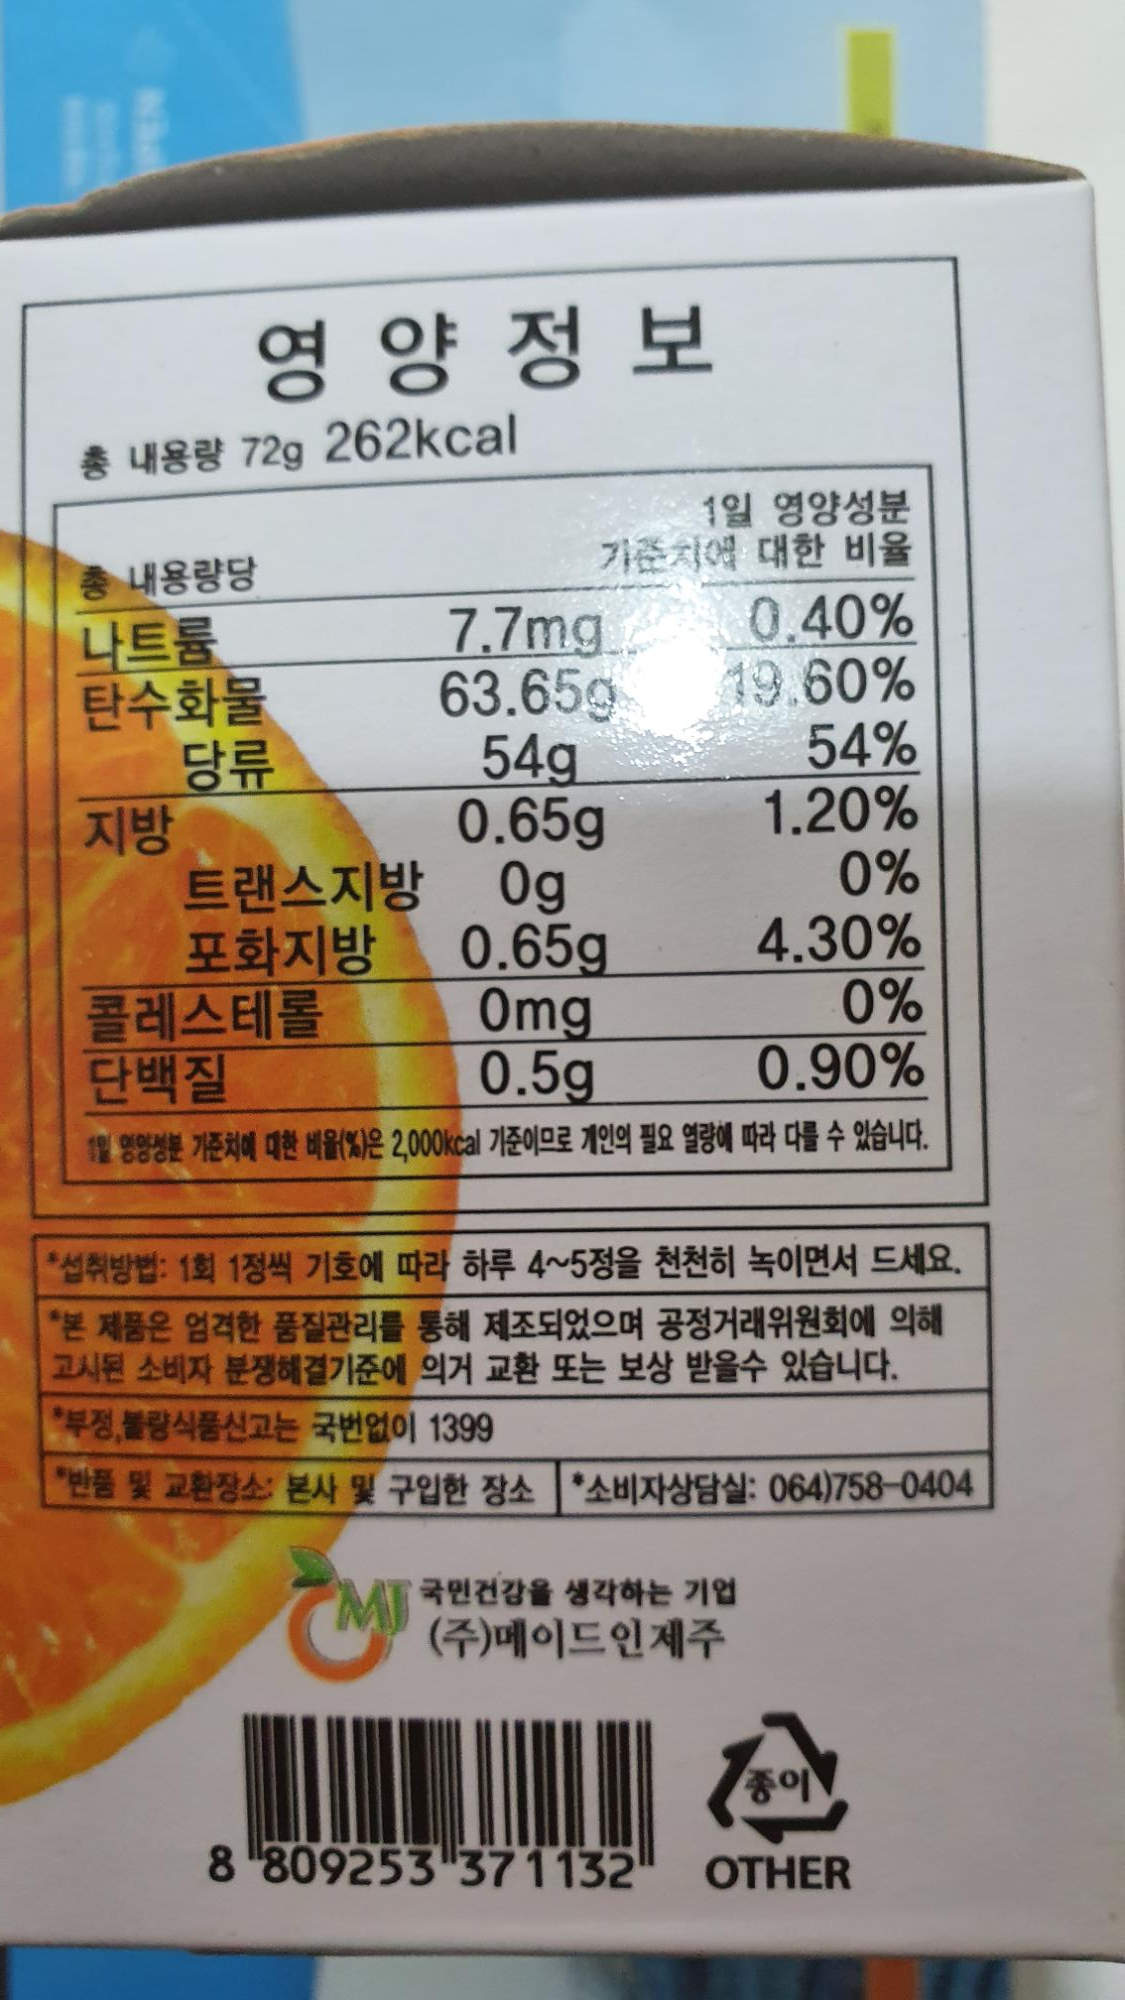 영양정보
총 내용량 72g 262kcal
1일 영양성분
총 내용량당 기준치에 대한 비율
나트륨 7.7mg 0.40%
탄수화물 63.65g 19.60%
당류 54g 54%
지방 0.65g 1.20%
트랜스지방 0g 0%
포화지방 0.65g 4.30%
콜레스테롤 0mg 0%
단백질 0.5g 0.90%
1일 영양성분 기준치에 대한 비율(%)은 2,000kcal 기준이므로 개인의 필요 열량에 따라 다를 수 있습니다.
*섭취방법: 1회 1정씩 기호에 따라 하루 4~5정을 천천히 녹이면서 드세요.
*본 제품은 엄격한 품질관리를 통해 제조되었으며 공정거래위원회에 의해
고시된 소비자 분쟁해결기준에 의거 교환 또는 보상 받을수 있습니다.
*부정,불량식품신고는 국번없이 1399
*반품 및 교환장소: 본사 및 구입한 장소 *소비자상담실: 064)758-0404
MJ 국민건강을 생각하는 기업
(주)메이드인제주
종이
8 809253 371132 OTHER